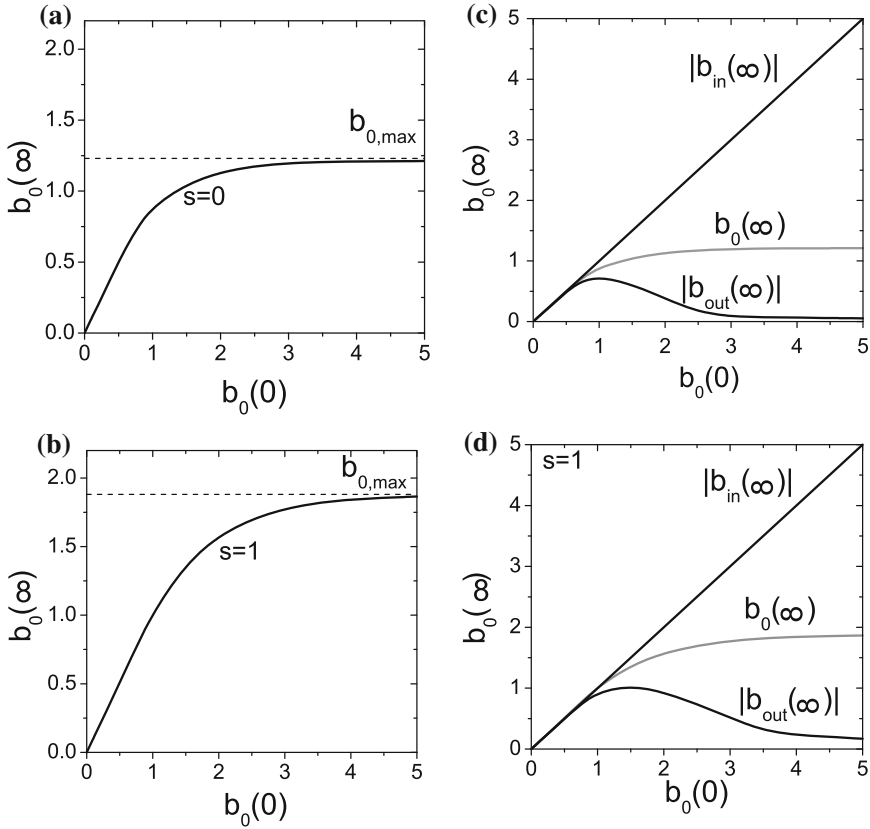 (a)
2.0
1.5
1.0
0.5
0.0
b0(∞)
b0,max
s=0
0 1 2 3 4 5
b0(0)
(c)
5
4
3
2
1
0
b0(∞)
|bin(∞)|
b0(∞)
|bout(∞)|
0 1 2 3 4 5
b0(0)
(b)
2.0
1.5
1.0
0.5
0.0
b0(∞)
b0,max
s=1
0 1 2 3 4 5
b0(0)
(d)
5
4
3
2
1
0
b0(∞)
s=1
|bin(∞)|
b0(∞)
|bout(∞)|
0 1 2 3 4 5
b0(0)